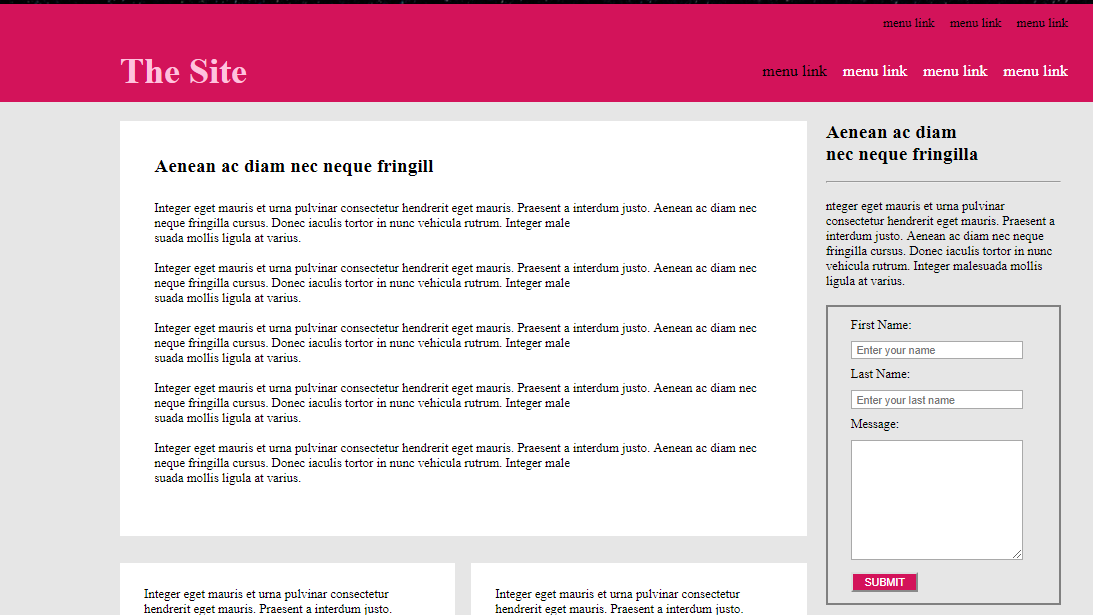 menu link menu link menu link
The Site
menu link menu link menu link menu link
Aenean ac diam nec neque fringill
Integer eget mauris et urna pulvinar consectetur hendrerit eget mauris. Praesent a interdum justo. Aenean ac diam nec
neque fringilla cursus. Donec iaculis tortor in nunc vehicula rutrum. Integer male
suada mollis ligula at varius.
Integer eget mauris et urna pulvinar consectetur hendrerit eget mauris. Praesent a interdum justo. Aenean ac diam nec
neque fringilla cursus. Donec iaculis tortor in nunc vehicula rutrum. Integer male
suada mollis ligula at varius.
Integer eget mauris et urna pulvinar consectetur hendrerit eget mauris. Praesent a interdum justo. Aenean ac diam nec
neque fringilla cursus. Donec iaculis tortor in nunc vehicula rutrum. Integer male
suada mollis ligula at varius.
Integer eget mauris et urna pulvinar consectetur hendrerit eget mauris. Praesent a interdum justo. Aenean ac diam nec
neque fringilla cursus. Donec iaculis tortor in nunc vehicula rutrum. Integer male
suada mollis ligula at varius.
Integer eget mauris et urna pulvinar consectetur hendrerit eget mauris. Praesent a interdum justo. Aenean ac diam nec
neque fringilla cursus. Donec iaculis tortor in nunc vehicula rutrum. Integer male
suada mollis ligula at varius.
Integer eget mauris et urna pulvinar consectetur
hendrerit eget mauris. Praesent a interdum justo.
Integer eget mauris et urna pulvinar consectetur
hendrerit eget mauris. Praesent a interdum justo.
Aenean ac diam
nec neque fringilla
nteger eget mauris et urna pulvinar
consectetur hendrerit eget mauris. Praesent a
interdum justo. Aenean ac diam nec neque
fringilla cursus. Donec iaculis tortor in nunc
vehicula rutrum. Integer malesuada mollis
ligula at varius.
First Name:
Enter your name
Last Name:
Enter your last name
Message:
SUBMIT